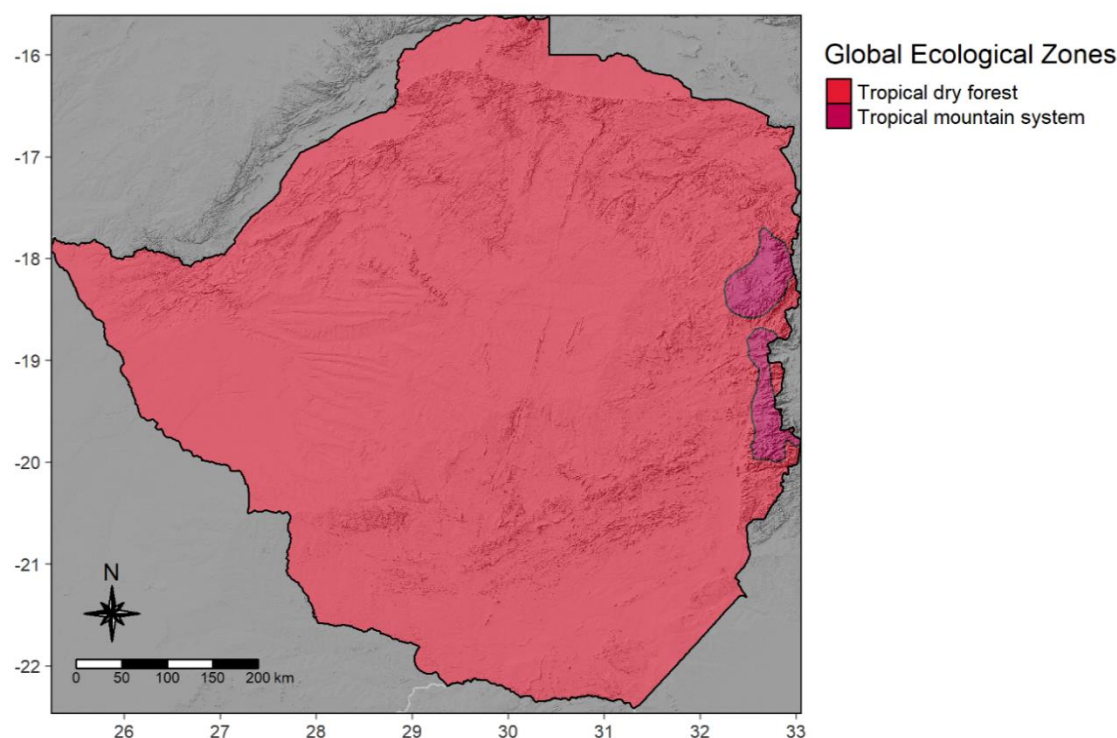 Global Ecological Zones
Tropical dry forest
Tropical mountain system
-16
-17
-18
-19
-20
-21
-22
N
0 50 100 150 200 km
26 27 28 29 30 31 32 33